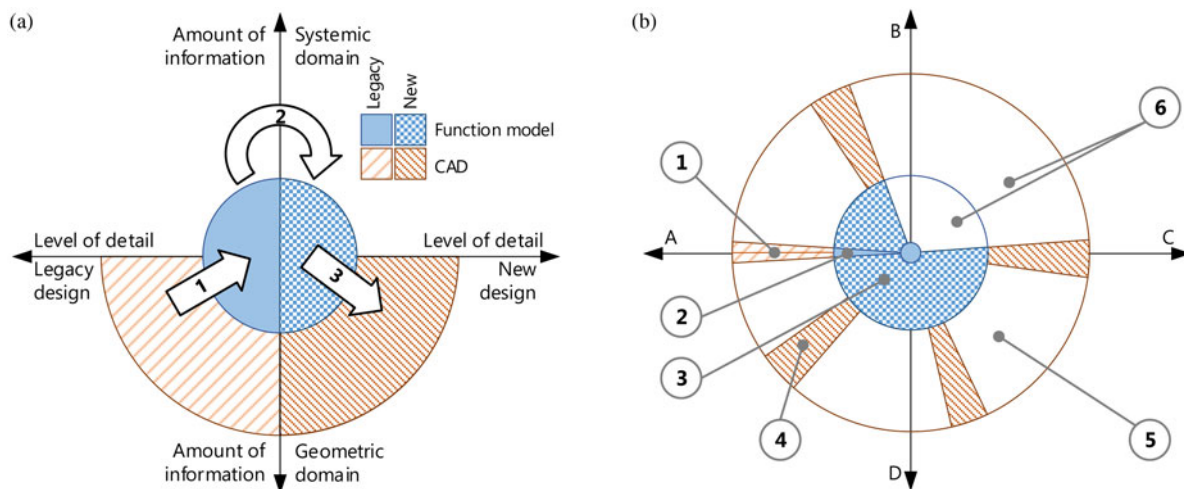 (a)
Amount of
information
Systemic
domain
Legacy
New
Function model
CAD
2
Level of detail
Legacy
design
Level of detail
New
design
1
3
Amount of
information
Geometric
domain
(b)
B
6
1
A
C
2
3
4
5
D